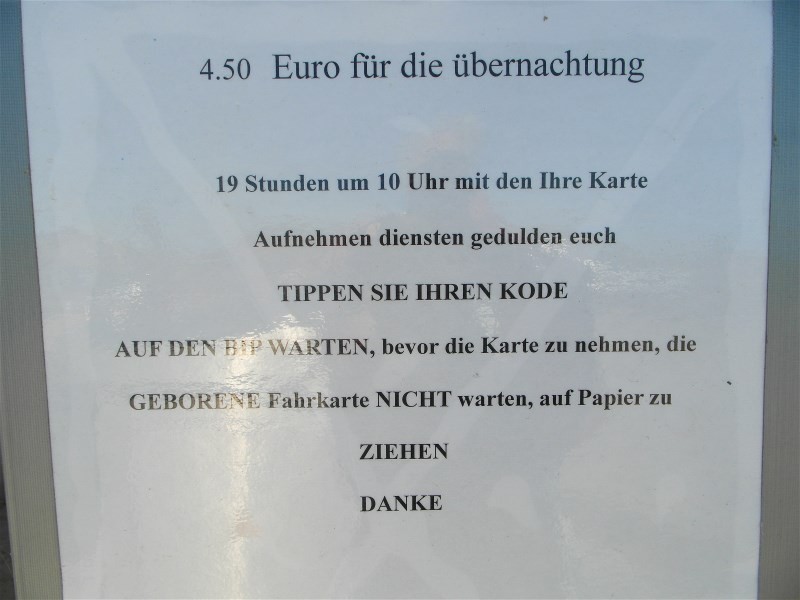 4.50 Euro für die übernachtung
19 Stunden um 10 Uhr mit den Ihre Karte
Aufnehmen diensten gedulden euch
TIPPEN SIE IHREN KODE
AUF DEN BIP WARTEN, bevor die Karte zu nehmen, die
GEBORENE Fahrkarte NICHT warten, auf Papier zu
ZIEHEN
DANKE